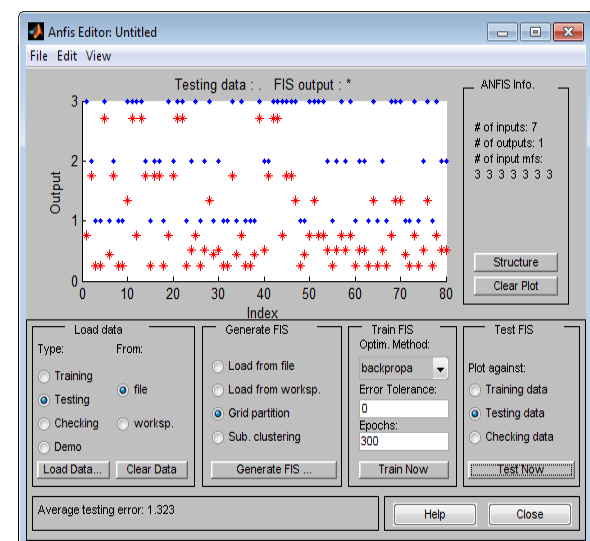 Anfis Editor: Untitled
File Edit View
Testing data : . FIS output : *
ANFIS Info.
# of inputs: 7
# of outputs: 1
# of input mfs:
3 3 3 3 3 3 3
Structure
Clear Plot
Output
3
2
1
0
0 10 20 30 40 50 60 70 80
Index
Load data
Type: From:
Training
Testing
Checking
Demo
file
worksp.
Load Data...
Clear Data
Generate FIS
Load from file
Load from worksp.
Grid partition
Sub. clustering
Generate FIS ...
Train FIS
Optim. Method:
backpropa
Error Tolerance:
0
Epochs:
300
Train Now
Test FIS
Plot against:
Training data
Testing data
Checking data
Test Now
Average testing error: 1.323
Help
Close